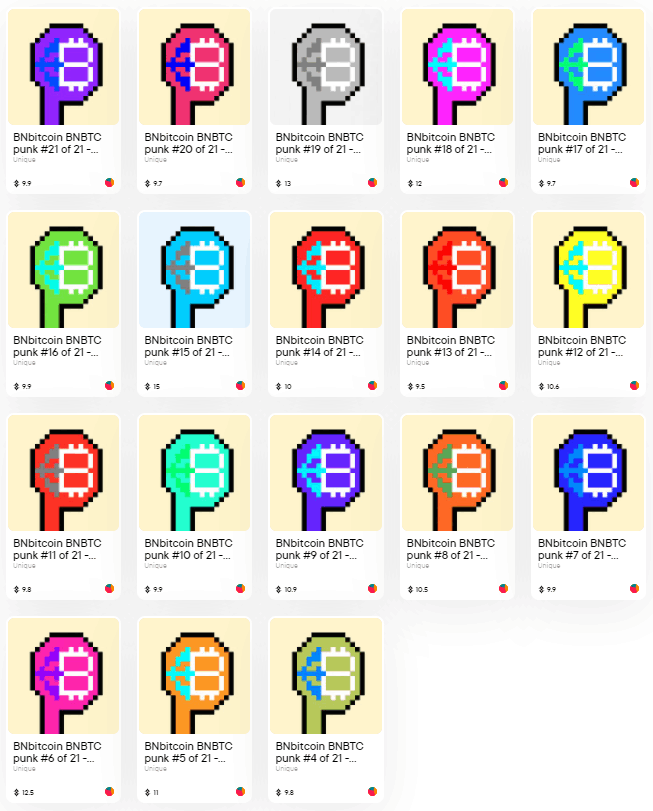 BNbitcoin BNBTC
punk #21 of 21 -...
Unique
9.9
BNbitcoin BNBTC
punk #20 of 21 -...
Unique
9.7
BNbitcoin BNBTC
punk #19 of 21 -...
Unique
13
BNbitcoin BNBTC
punk #18 of 21 -...
Unique
12
BNbitcoin BNBTC
punk #17 of 21 -...
Unique
9.7
BNbitcoin BNBTC
punk #16 of 21 -...
Unique
9.9
BNbitcoin BNBTC
punk #15 of 21 -...
Unique
15
BNbitcoin BNBTC
punk #14 of 21 -...
Unique
10
BNbitcoin BNBTC
punk #13 of 21 -...
Unique
9.5
BNbitcoin BNBTC
punk #12 of 21 -...
Unique
10.6
BNbitcoin BNBTC
punk #11 of 21 -...
Unique
9.8
BNbitcoin BNBTC
punk #10 of 21 -...
Unique
9.9
BNbitcoin BNBTC
punk #9 of 21 -...
Unique
10.9
BNbitcoin BNBTC
punk #8 of 21 -...
Unique
10.5
BNbitcoin BNBTC
punk #7 of 21 -...
Unique
9.9
BNbitcoin BNBTC
punk #6 of 21 -...
Unique
12.5
BNbitcoin BNBTC
punk #5 of 21 -...
Unique
11
BNbitcoin BNBTC
punk #4 of 21 -...
Unique
9.8